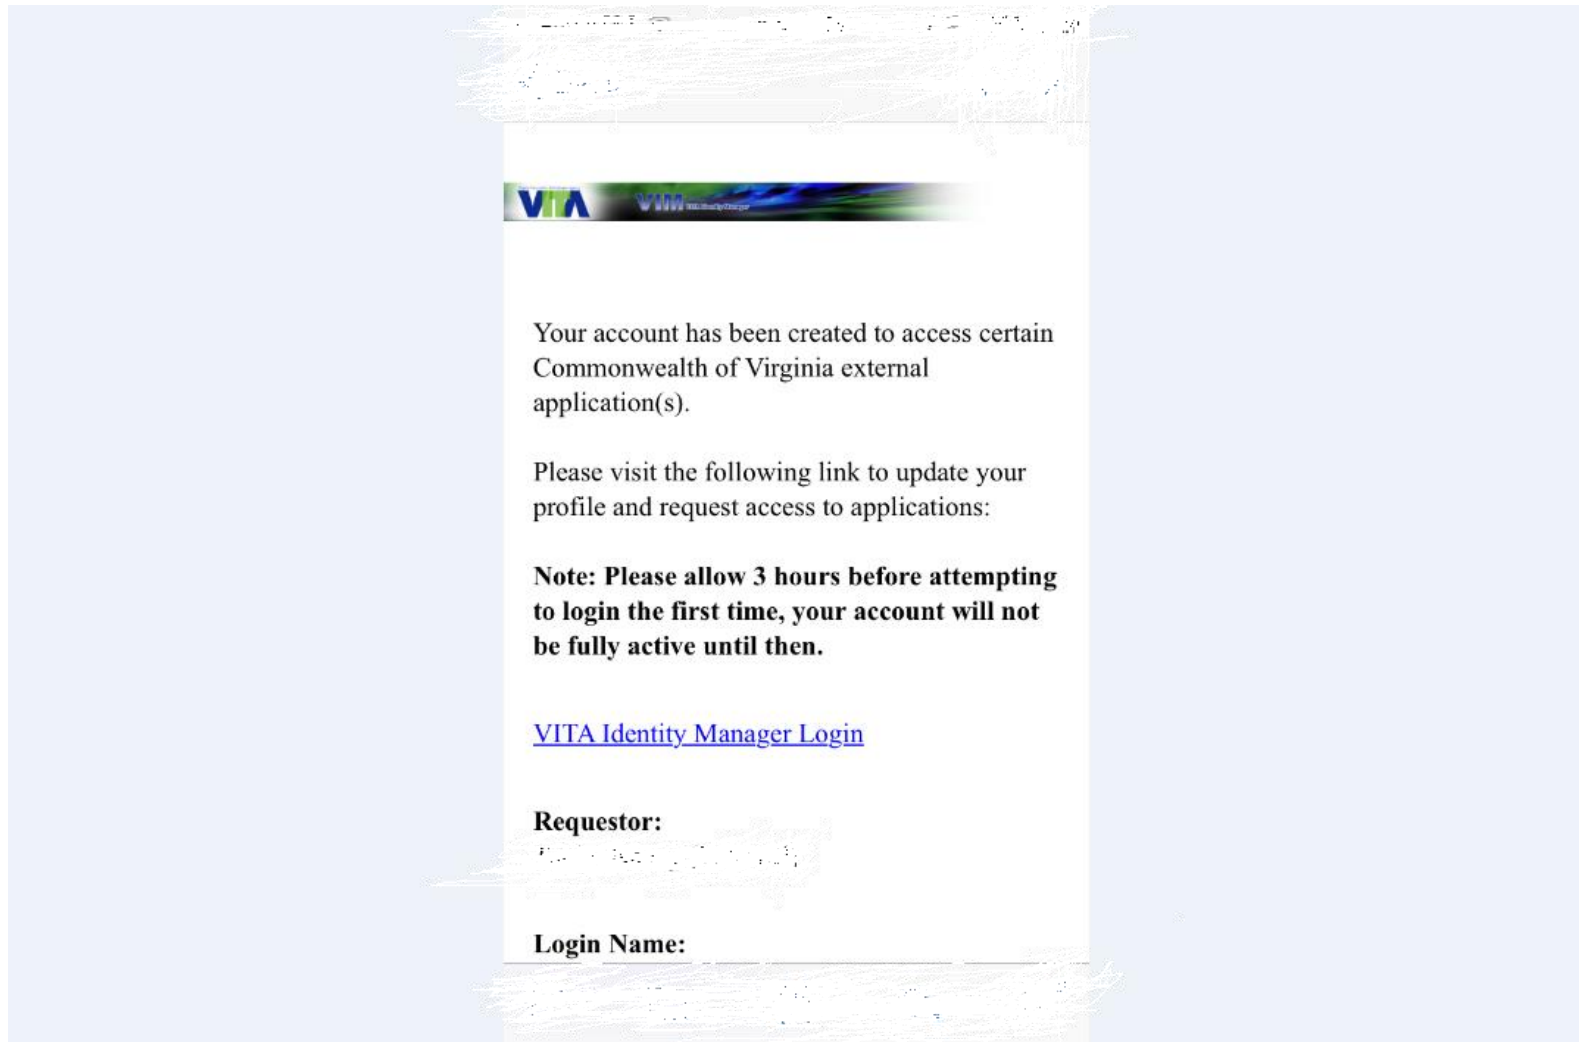 VITA VIM VITA Identity Manager
Your account has been created to access certain
Commonwealth of Virginia external
application(s).
Please visit the following link to update your
profile and request access to applications:
Note: Please allow 3 hours before attempting
to login the first time, your account will not
be fully active until then.
VITA Identity Manager Login
Requestor:
Login Name: